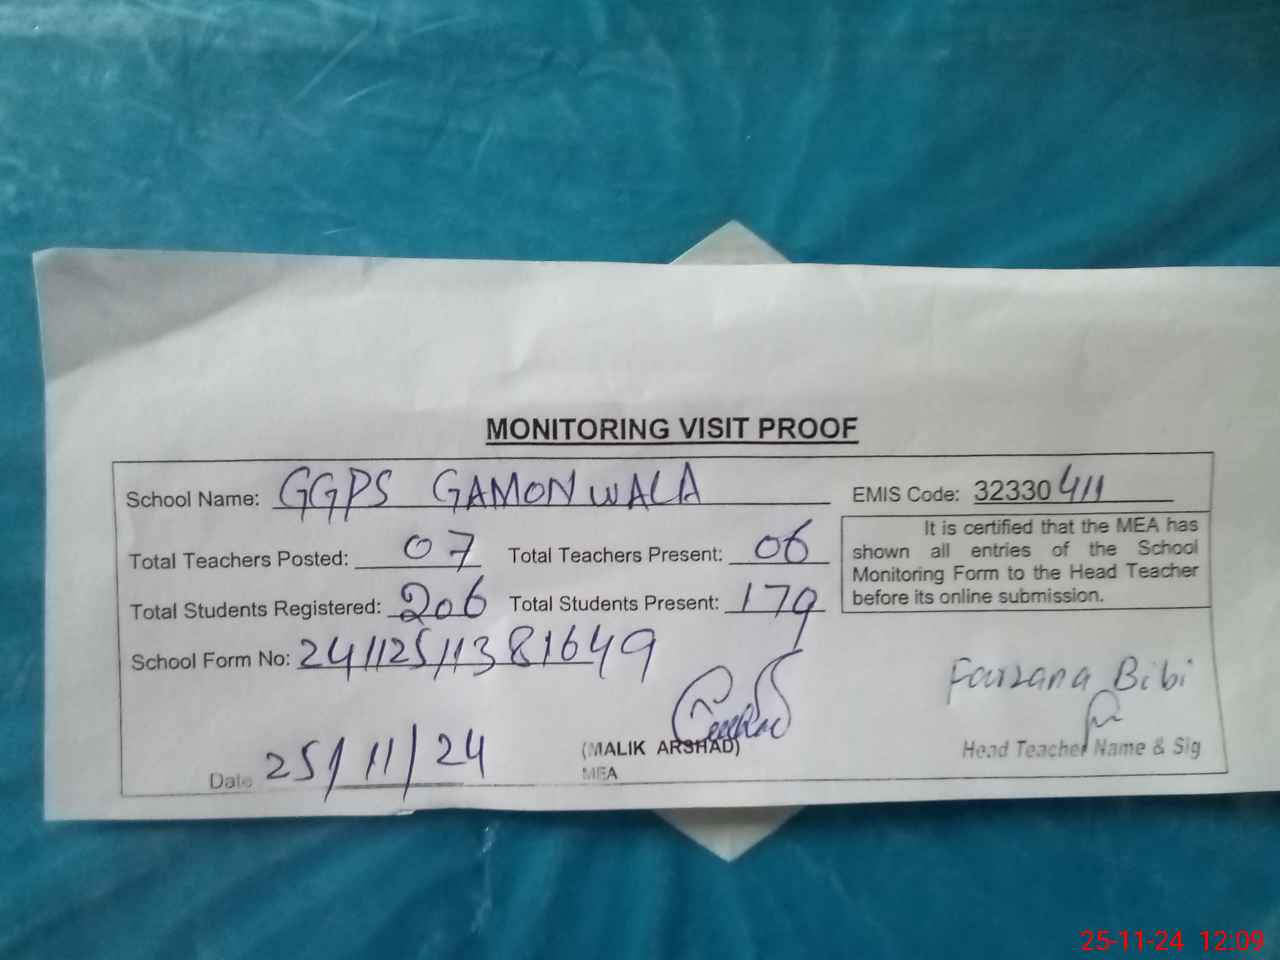 MONITORING VISIT PROOF
School Name: GGPS GAMONWALA EMIS Code: 32330411
Total Teachers Posted: 07 Total Teachers Present: 06
Total Students Registered: 206 Total Students Present: 179
It is certified that the MEA has
shown all entries of the School
Monitoring Form to the Head Teacher
before its online submission.
School Form No: 24112511381649
Farzana Bibi
Date 25/11/24 (MALIK ARSHAD)
MEA
Head Teacher Name & Sig
25-11-24 12:09